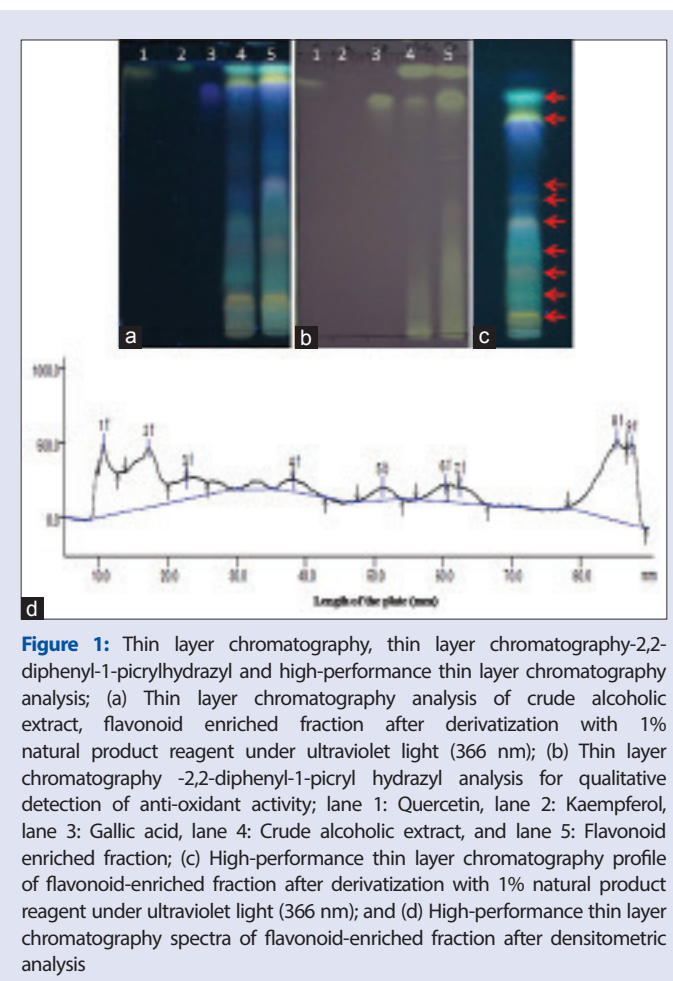 1 2 3 4 5
1 2 3 4 5
a
b
c
d
Length of the plate (mm)
mm
Figure 1: Thin layer chromatography, thin layer chromatography-2,2-
diphenyl-1-picrylhydrazyl and high-performance thin layer chromatography
analysis; (a) Thin layer chromatography analysis of crude alcoholic
extract, flavonoid enriched fraction after derivatization with 1%
natural product reagent under ultraviolet light (366 nm); (b) Thin layer
chromatography -2,2-diphenyl-1-picryl hydrazyl analysis for qualitative
detection of anti-oxidant activity; lane 1: Quercetin, lane 2: Kaempferol,
lane 3: Gallic acid, lane 4: Crude alcoholic extract, and lane 5: Flavonoid
enriched fraction; (c) High-performance thin layer chromatography profile
of flavonoid-enriched fraction after derivatization with 1% natural product
reagent under ultraviolet light (366 nm); and (d) High-performance thin layer
chromatography spectra of flavonoid-enriched fraction after densitometric
analysis